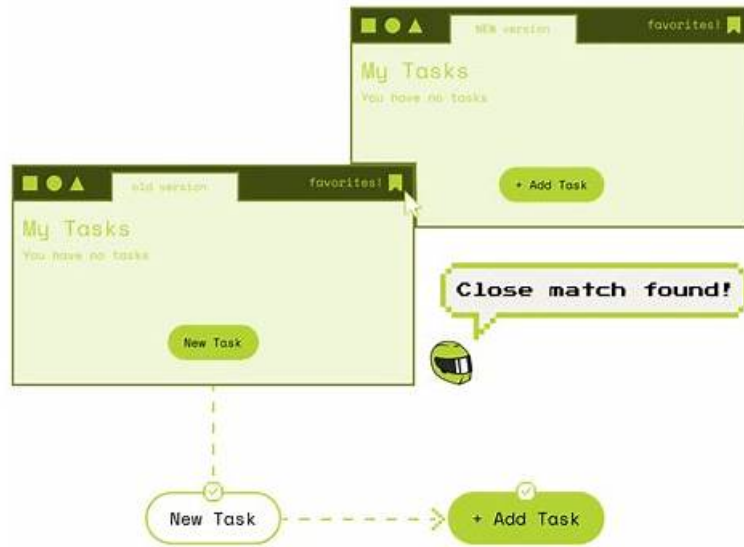 NEW version
favorites!
My Tasks
You have no tasks
+ Add Task
old version
favorites!
My Tasks
You have no tasks
New Task
Close match found!
New Task
+ Add Task